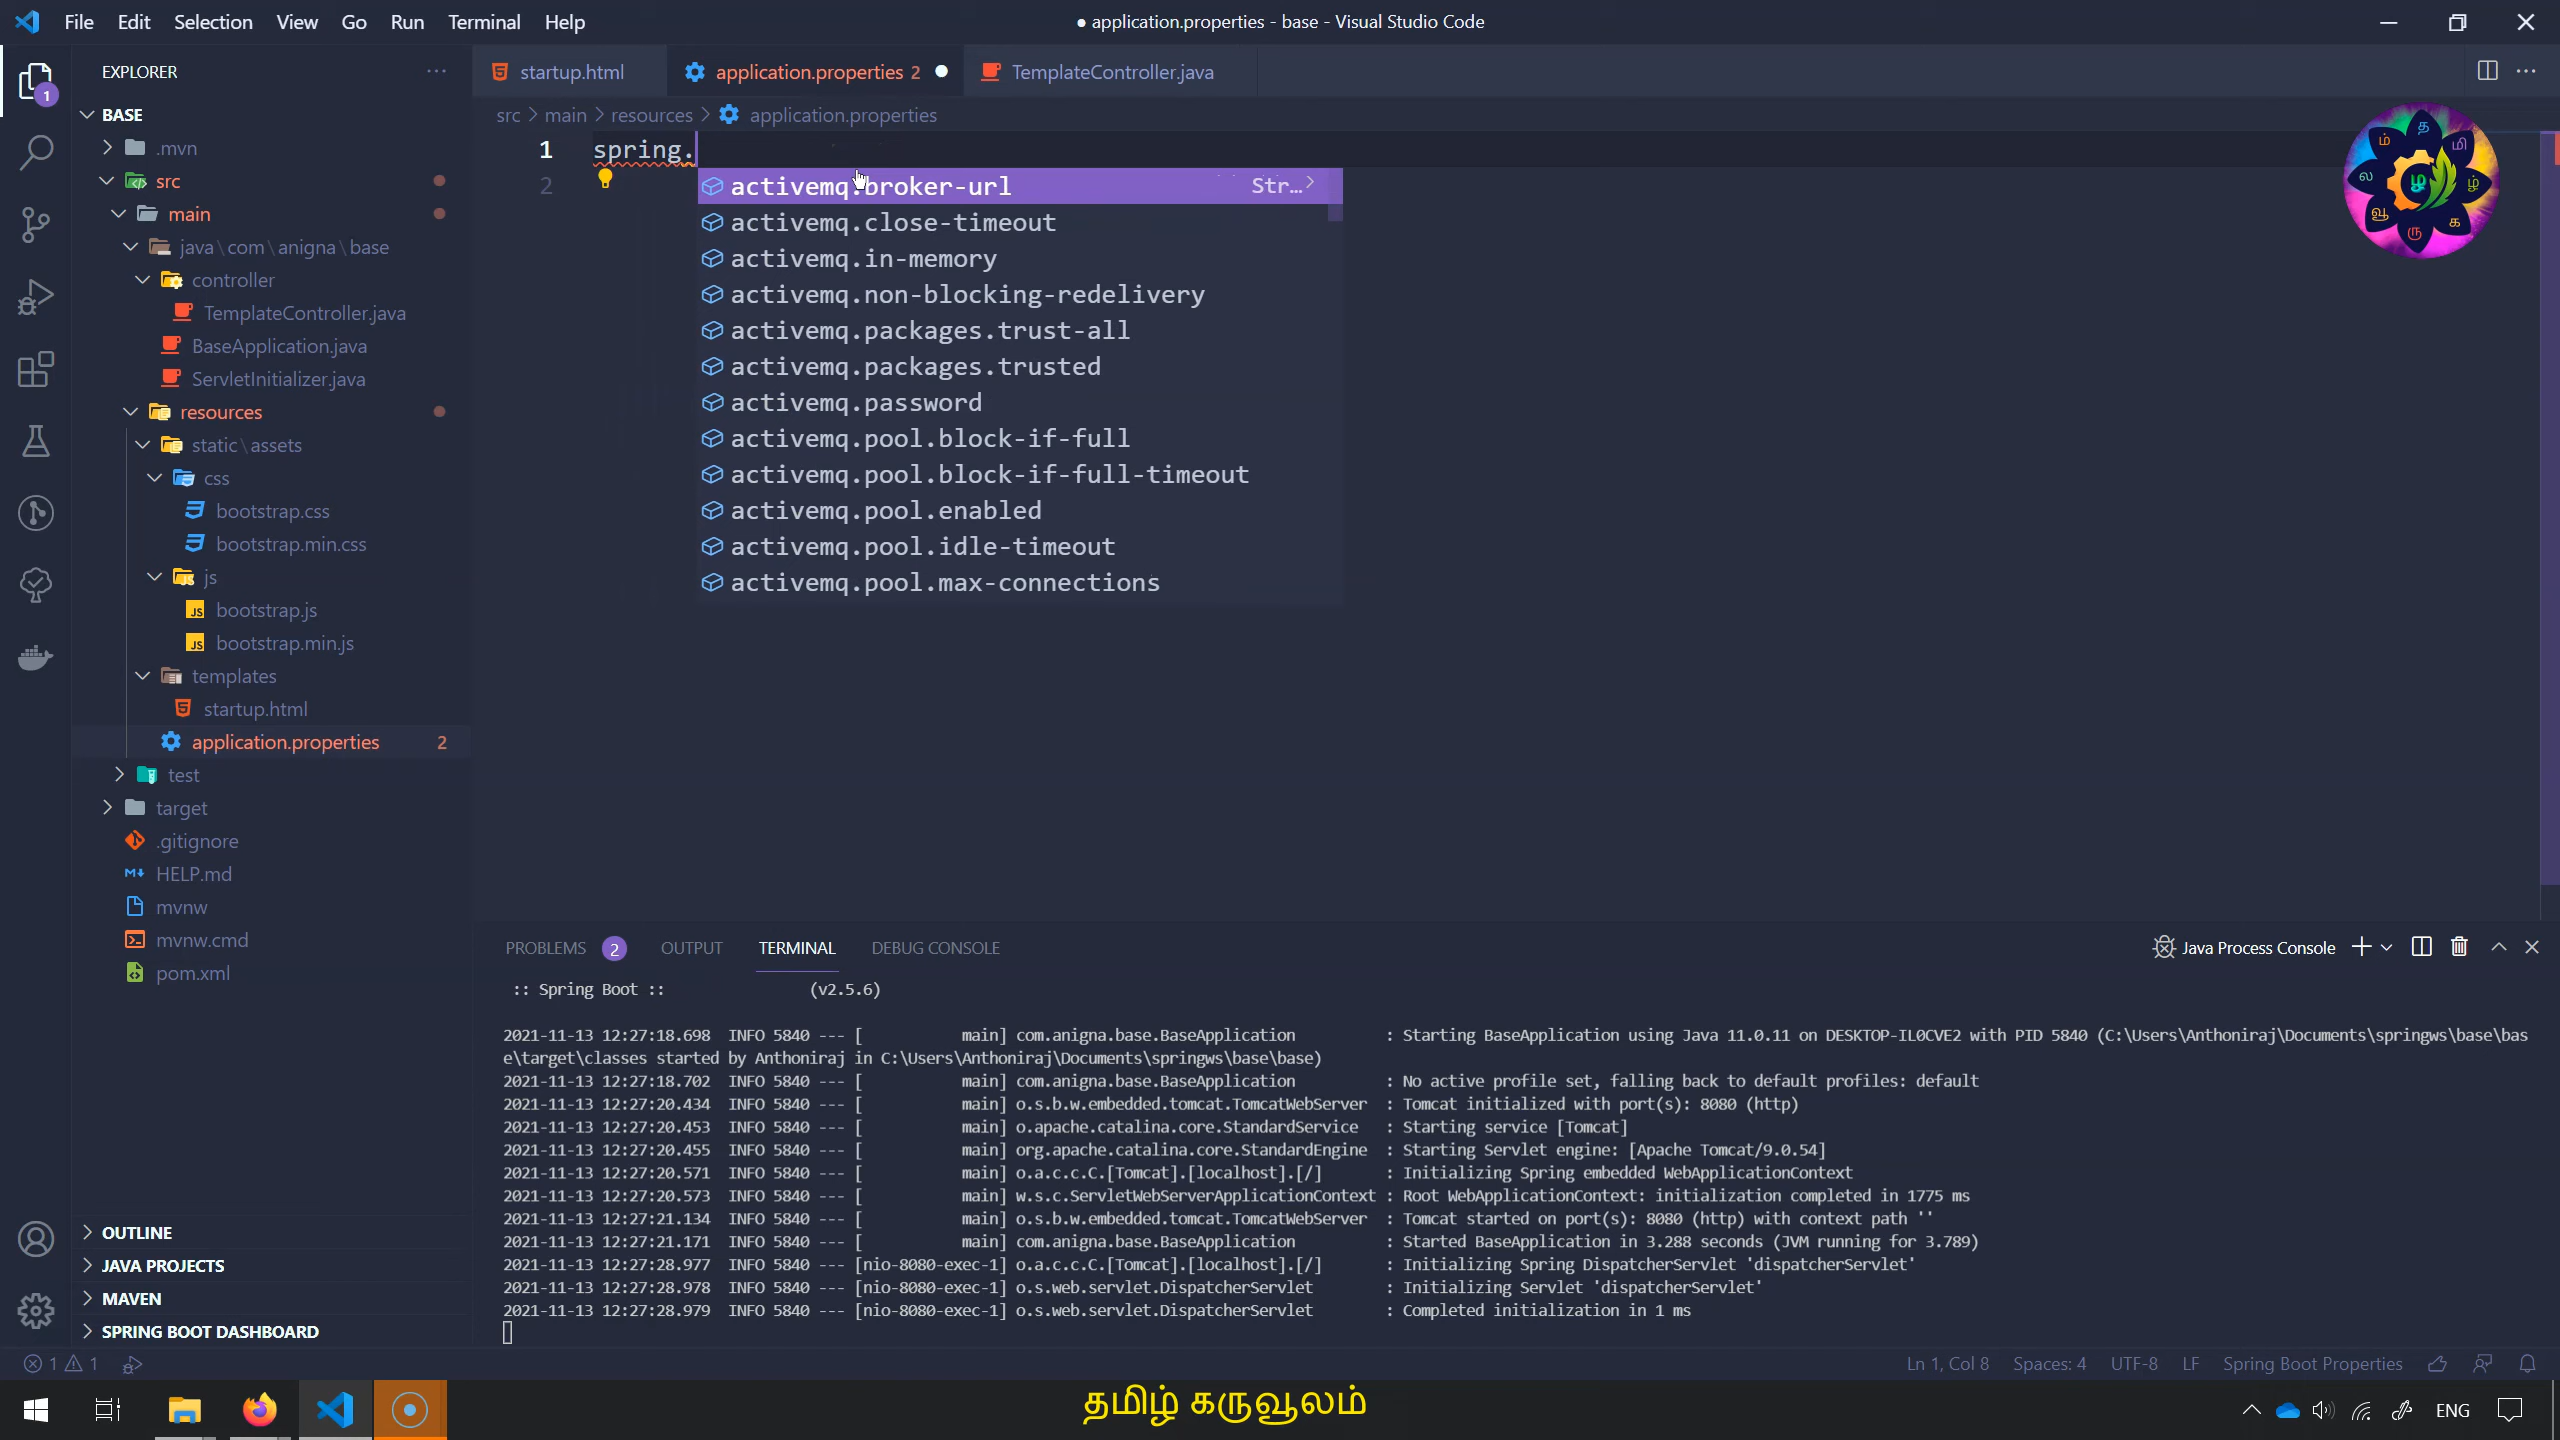 File Edit Selection View Go Run Terminal Help
● application.properties - base - Visual Studio Code
EXPLORER
1
BASE
.mvn
src
main
java\com\anigna\base
controller
TemplateController.java
BaseApplication.java
ServletInitializer.java
resources
static\assets
css
bootstrap.css
bootstrap.min.css
js
bootstrap.js
bootstrap.min.js
templates
startup.html
application.properties 2
test
target
.gitignore
HELP.md
mvnw
mvnw.cmd
pom.xml
OUTLINE
JAVA PROJECTS
MAVEN
SPRING BOOT DASHBOARD
startup.html
application.properties 2
TemplateController.java
src > main > resources > application.properties
1 spring.
2
activemq.broker-url Str...
activemq.close-timeout
activemq.in-memory
activemq.non-blocking-redelivery
activemq.packages.trust-all
activemq.packages.trusted
activemq.password
activemq.pool.block-if-full
activemq.pool.block-if-full-timeout
activemq.pool.enabled
activemq.pool.idle-timeout
activemq.pool.max-connections
த
மி
ழ்
க
ரு
வூ
ல
ம்
ழ
PROBLEMS 2 OUTPUT TERMINAL DEBUG CONSOLE
Java Process Console
:: Spring Boot :: (v2.5.6)
2021-11-13 12:27:18.698 INFO 5840 --- [ main] com.anigna.base.BaseApplication : Starting BaseApplication using Java 11.0.11 on DESKTOP-IL0CVE2 with PID 5840 (C:\Users\Anthoniraj\Documents\springws\base\bas
e\target\classes started by Anthoniraj in C:\Users\Anthoniraj\Documents\springws\base\base)
2021-11-13 12:27:18.702 INFO 5840 --- [ main] com.anigna.base.BaseApplication : No active profile set, falling back to default profiles: default
2021-11-13 12:27:20.434 INFO 5840 --- [ main] o.s.b.w.embedded.tomcat.TomcatWebServer : Tomcat initialized with port(s): 8080 (http)
2021-11-13 12:27:20.453 INFO 5840 --- [ main] o.apache.catalina.core.StandardService : Starting service [Tomcat]
2021-11-13 12:27:20.455 INFO 5840 --- [ main] org.apache.catalina.core.StandardEngine : Starting Servlet engine: [Apache Tomcat/9.0.54]
2021-11-13 12:27:20.571 INFO 5840 --- [ main] o.a.c.c.C.[Tomcat].[localhost].[/] : Initializing Spring embedded WebApplicationContext
2021-11-13 12:27:20.573 INFO 5840 --- [ main] w.s.c.ServletWebServerApplicationContext : Root WebApplicationContext: initialization completed in 1775 ms
2021-11-13 12:27:21.134 INFO 5840 --- [ main] o.s.b.w.embedded.tomcat.TomcatWebServer : Tomcat started on port(s): 8080 (http) with context path ''
2021-11-13 12:27:21.171 INFO 5840 --- [ main] com.anigna.base.BaseApplication : Started BaseApplication in 3.288 seconds (JVM running for 3.789)
2021-11-13 12:27:28.977 INFO 5840 --- [nio-8080-exec-1] o.a.c.c.C.[Tomcat].[localhost].[/] : Initializing Spring DispatcherServlet 'dispatcherServlet'
2021-11-13 12:27:28.978 INFO 5840 --- [nio-8080-exec-1] o.s.web.servlet.DispatcherServlet : Initializing Servlet 'dispatcherServlet'
2021-11-13 12:27:28.979 INFO 5840 --- [nio-8080-exec-1] o.s.web.servlet.DispatcherServlet : Completed initialization in 1 ms
1 1
Ln 1, Col 8 Spaces: 4 UTF-8 LF Spring Boot Properties
தமிழ் கருவூலம்
ENG